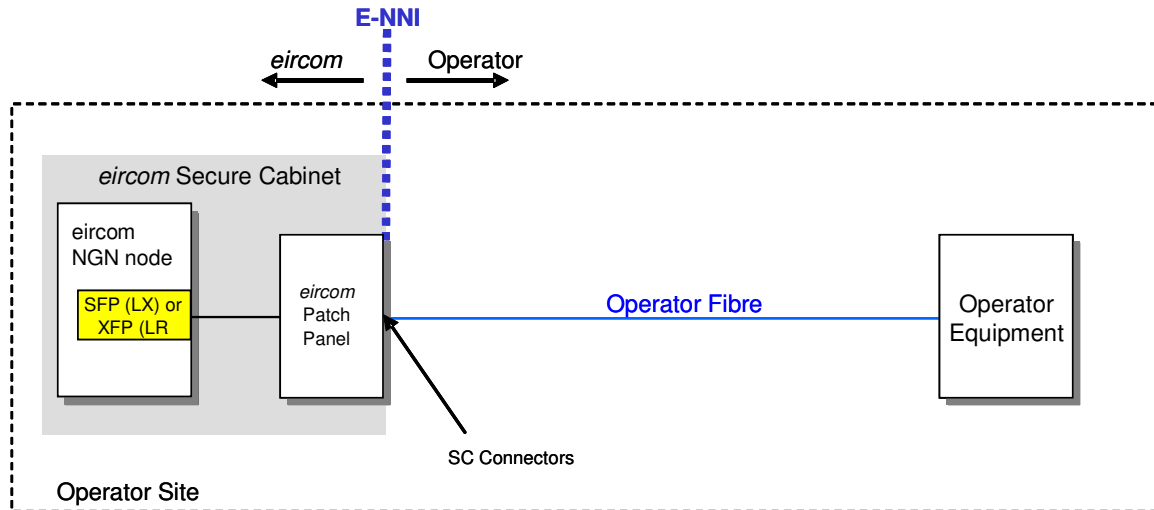 E-NNI
eircom
Operator
eircom Secure Cabinet
eircom
NGN node
SFP (LX) or
XFP (LR
eircom
Patch
Panel
Operator Fibre
Operator
Equipment
SC Connectors
Operator Site